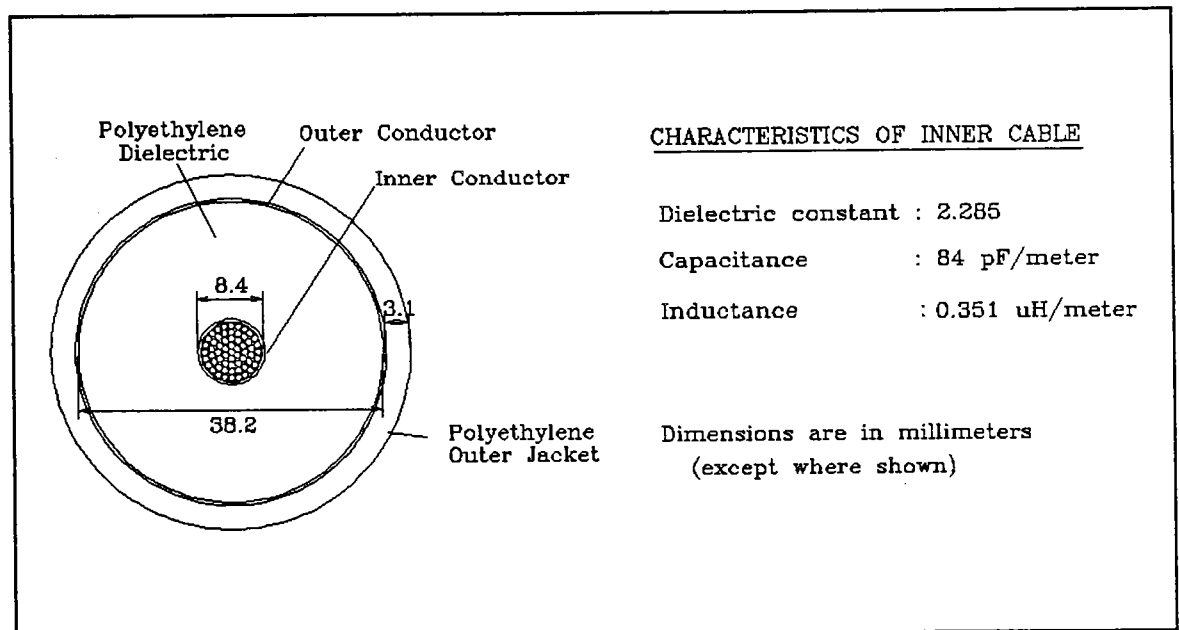 Polyethylene
Dielectric
Outer Conductor
Inner Conductor
8.4
3.1
38.2
Polyethylene
Outer Jacket
CHARACTERISTICS OF INNER CABLE
Dielectric constant : 2.285
Capacitance : 84 pF/meter
Inductance : 0.351 uH/meter
Dimensions are in millimeters
(except where shown)